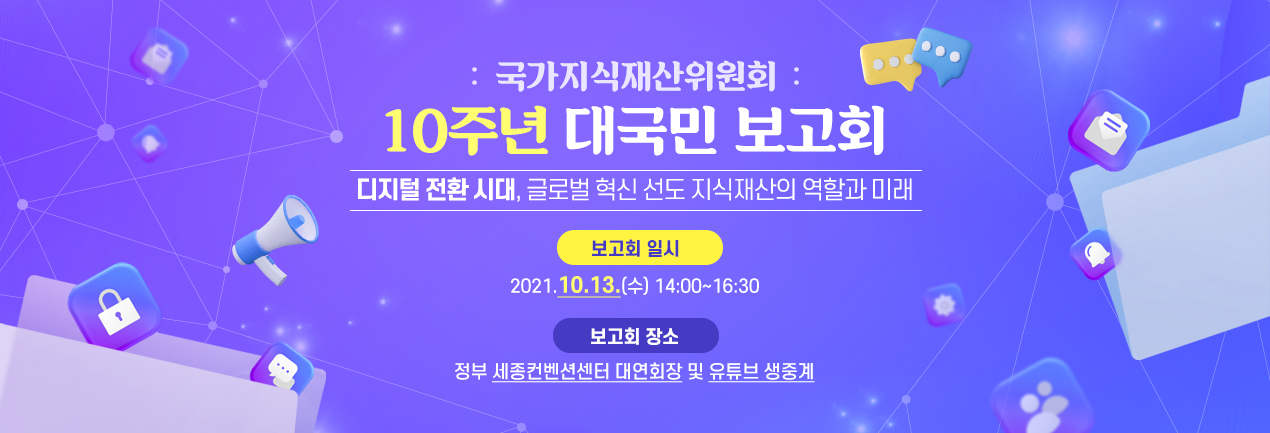 : 국가지식재산위원회 :
10주년 대국민 보고회
디지털 전환 시대, 글로벌 혁신 선도 지식재산의 역할과 미래
보고회 일시
2021.10.13.(수) 14:00~16:30
보고회 장소
정부 세종컨벤션센터 대연회장 및 유튜브 생중계